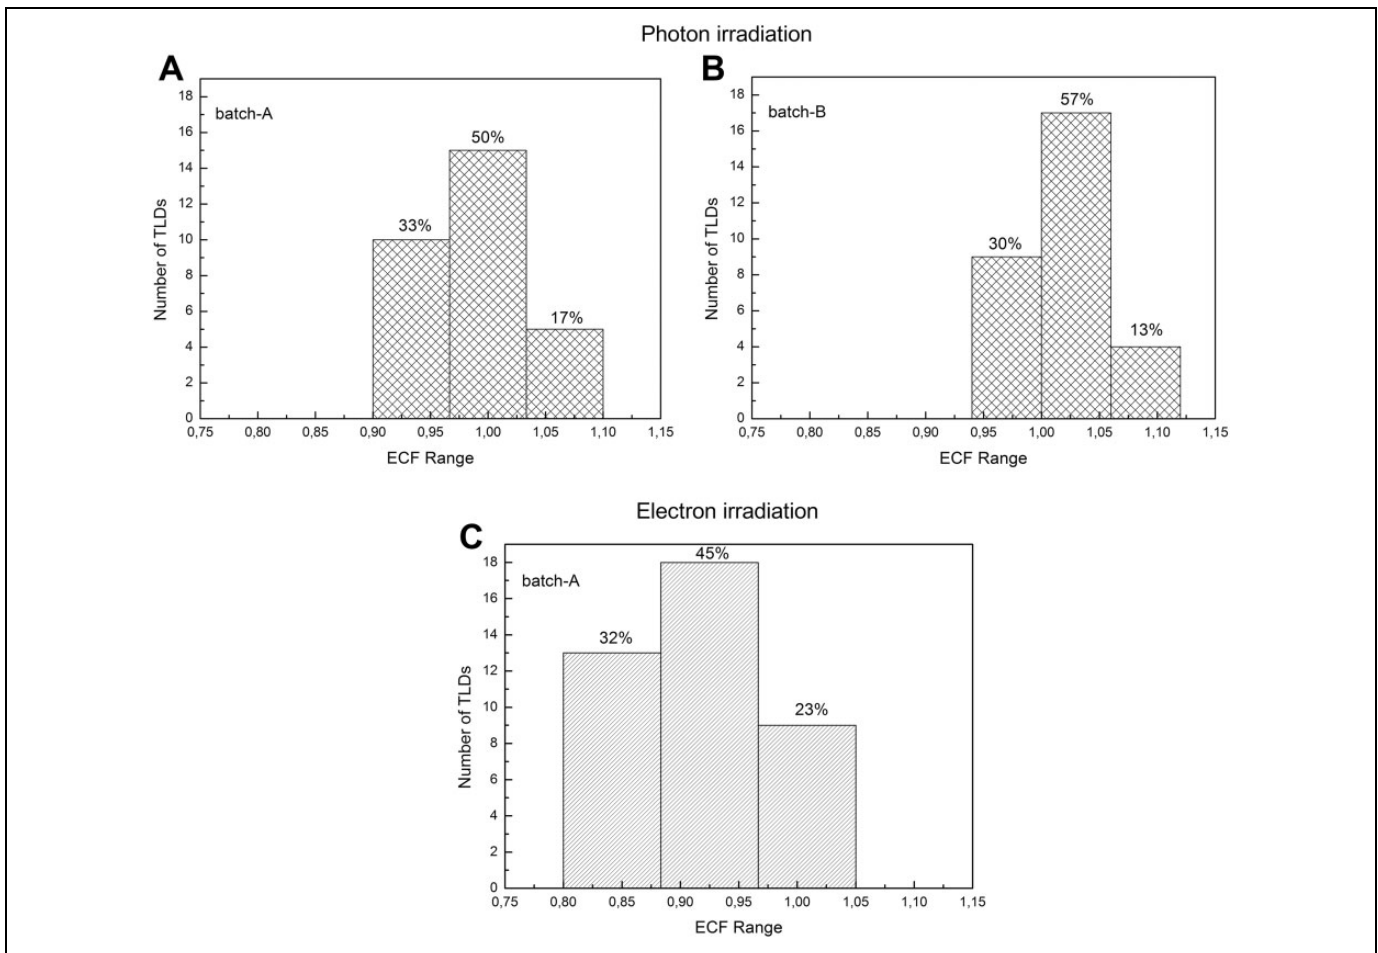 Photon irradiation
A
batch-A
33%
50%
17%
18
16
14
12
10
8
6
4
2
0
Number of TLDs
0,75 0,80 0,85 0,90 0,95 1,00 1,05 1,10 1,15
ECF Range
B
batch-B
30%
57%
13%
18
16
14
12
10
8
6
4
2
0
Number of TLDs
0,75 0,80 0,85 0,90 0,95 1,00 1,05 1,10 1,15
ECF Range
Electron irradiation
C
batch-A
32%
45%
23%
18
16
14
12
10
8
6
4
2
0
Number of TLDs
0,75 0,80 0,85 0,90 0,95 1,00 1,05 1,10 1,15
ECF Range